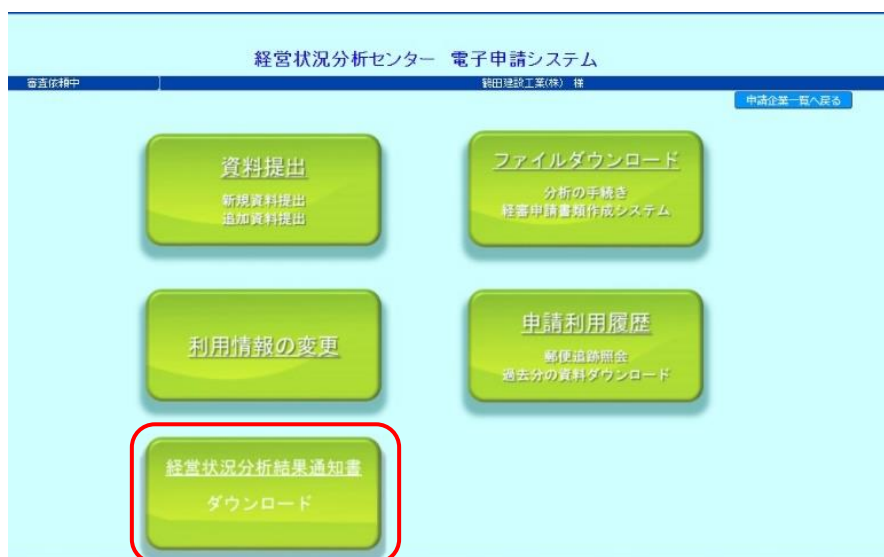 経営状況分析センター 電子申請システム
審査依頼中
鶴田建設工業(株) 様
申請企業一覧へ戻る
資料提出
新規資料提出
追加資料提出
ファイルダウンロード
分析の手続き
経審申請書類作成システム
利用情報の変更
申請利用履歴
郵便追跡照会
過去分の資料ダウンロード
経営状況分析結果通知書
ダウンロード